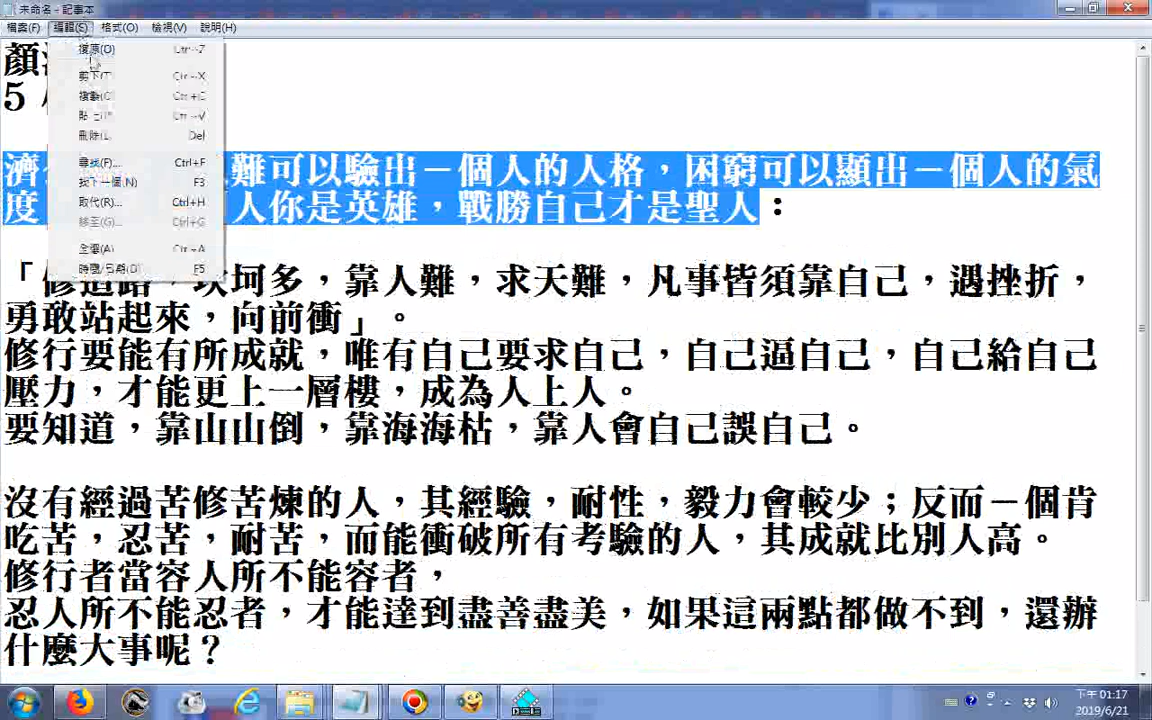 未命名 - 記事本
檔案(F) 編輯(E) 格式(O) 檢視(V) 說明(H)
顏
5
復原(U) Ctrl+Z
剪下(T) Ctrl+X
複製(C) Ctrl+C
貼上(P) Ctrl+V
刪除(L) Del
尋找(F)... Ctrl+F
找下一個(N) F3
取代(R)... Ctrl+H
移至(G)... Ctrl+G
全選(A) Ctrl+A
時間/日期(D) F5
濟 難可以驗出一個人的人格，困窮可以顯出一個人的氣
度 人你是英雄，戰勝自己才是聖人：
「修道路，坎坷多，靠人難，求天難，凡事皆須靠自己，遇挫折，
勇敢站起來，向前衝」。
修行要能有所成就，唯有自己要求自己，自己逼自己，自己給自己
壓力，才能更上一層樓，成為人上人。
要知道，靠山山倒，靠海海枯，靠人會自己誤自己。
沒有經過苦修苦煉的人，其經驗，耐性，毅力會較少；反而一個肯
吃苦，忍苦，耐苦，而能衝破所有考驗的人，其成就比別人高。
修行者當容人所不能容者，
忍人所不能忍者，才能達到盡善盡美，如果這兩點都做不到，還辦
什麼大事呢？
下午 01:17
2019/6/21